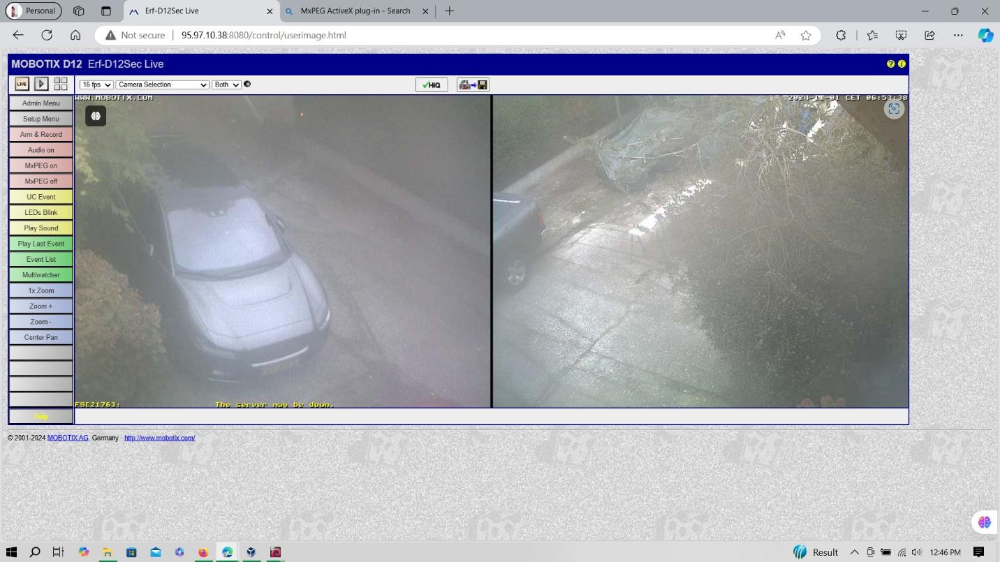 Personal
Erf-D12Sec Live
MxPEG ActiveX plug-in - Search
Not secure
95.97.10.38:8080/control/userimage.html
MOBOTIX D12 Erf-D12Sec Live
LIVE
16 fps
Camera Selection
Both
HiQ
JPG
Admin Menu
WWW.MOBOTIX.COM
2024-11-01 CET 06:53:38
Setup Menu
Arm & Record
Audio on
MxPEG on
MxPEG off
UC Event
LEDs Blink
Play Sound
Play Last Event
Event List
Multiwatcher
1x Zoom
Zoom +
Zoom -
Center Pan
FS[2176]: The server may be down.
Help
© 2001-2024 MOBOTIX AG, Germany - http://www.mobotix.com/
Result
12:46 PM